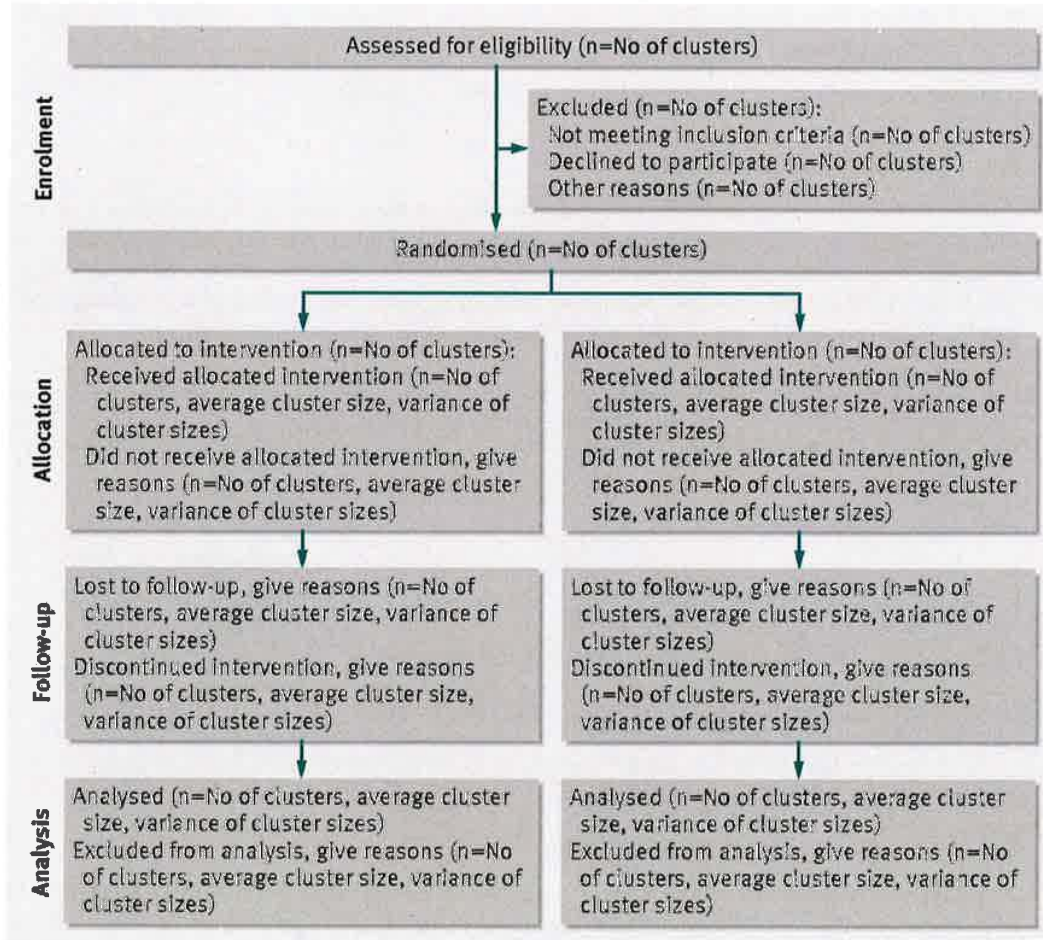 Assessed for eligibility (n=No of clusters)
Enrolment
Excluded (n=No of clusters):
Not meeting inclusion criteria (n=No of clusters)
Declined to participate (n=No of clusters)
Other reasons (n=No of clusters)
Randomised (n=No of clusters)
Allocation
Allocated to intervention (n=No of clusters):
Received allocated intervention (n=No of
clusters, average cluster size, variance of
cluster sizes)
Did not receive allocated intervention, give
reasons (n=No of clusters, average cluster
size, variance of cluster sizes)
Allocated to intervention (n=No of clusters):
Received allocated intervention (n=No of
clusters, average cluster size, variance of
cluster sizes)
Did not receive allocated intervention, give
reasons (n=No of clusters, average cluster
size, variance of cluster sizes)
Follow-up
Lost to follow-up, give reasons (n=No of
clusters, average cluster size, variance of
cluster sizes)
Discontinued intervention, give reasons
(n=No of clusters, average cluster size,
variance of cluster sizes)
Lost to follow-up, give reasons (n=No of
clusters, average cluster size, variance of
cluster sizes)
Discontinued intervention, give reasons
(n=No of clusters, average cluster size,
variance of cluster sizes)
Analysis
Analysed (n=No of clusters, average cluster
size, variance of cluster sizes)
Excluded from analysis, give reasons (n=No
of clusters, average cluster size, variance of
cluster sizes)
Analysed (n=No of clusters, average cluster
size, variance of cluster sizes)
Excluded from analysis, give reasons (n=No
of clusters, average cluster size, variance of
cluster sizes)